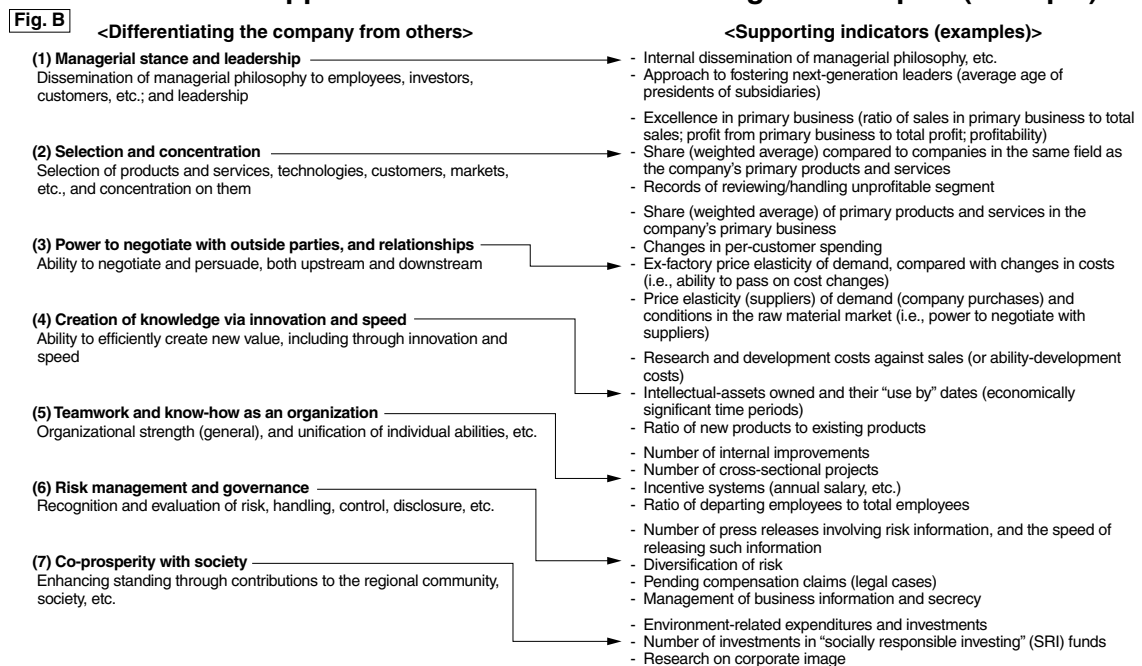 Fig. B
<Differentiating the company from others>
(1) Managerial stance and leadership
Dissemination of managerial philosophy to employees, investors,
customers, etc.; and leadership
(2) Selection and concentration
Selection of products and services, technologies, customers, markets,
etc., and concentration on them
(3) Power to negotiate with outside parties, and relationships
Ability to negotiate and persuade, both upstream and downstream
(4) Creation of knowledge via innovation and speed
Ability to efficiently create new value, including through innovation and
speed
(5) Teamwork and know-how as an organization
Organizational strength (general), and unification of individual abilities, etc.
(6) Risk management and governance
Recognition and evaluation of risk, handling, control, disclosure, etc.
(7) Co-prosperity with society
Enhancing standing through contributions to the regional community,
society, etc.
<Supporting indicators (examples)>
- Internal dissemination of managerial philosophy, etc.
- Approach to fostering next-generation leaders (average age of
presidents of subsidiaries)
- Excellence in primary business (ratio of sales in primary business to total
sales; profit from primary business to total profit; profitability)
- Share (weighted average) compared to companies in the same field as
the company's primary products and services
- Records of reviewing/handling unprofitable segment
- Share (weighted average) of primary products and services in the
company's primary business
- Changes in per-customer spending
- Ex-factory price elasticity of demand, compared with changes in costs
(i.e., ability to pass on cost changes)
- Price elasticity (suppliers) of demand (company purchases) and
conditions in the raw material market (i.e., power to negotiate with
suppliers)
- Research and development costs against sales (or ability-development
costs)
- Intellectual-assets owned and their "use by" dates (economically
significant time periods)
- Ratio of new products to existing products
- Number of internal improvements
- Number of cross-sectional projects
- Incentive systems (annual salary, etc.)
- Ratio of departing employees to total employees
- Number of press releases involving risk information, and the speed of
releasing such information
- Diversification of risk
- Pending compensation claims (legal cases)
- Management of business information and secrecy
- Environment-related expenditures and investments
- Number of investments in "socially responsible investing" (SRI) funds
- Research on corporate image